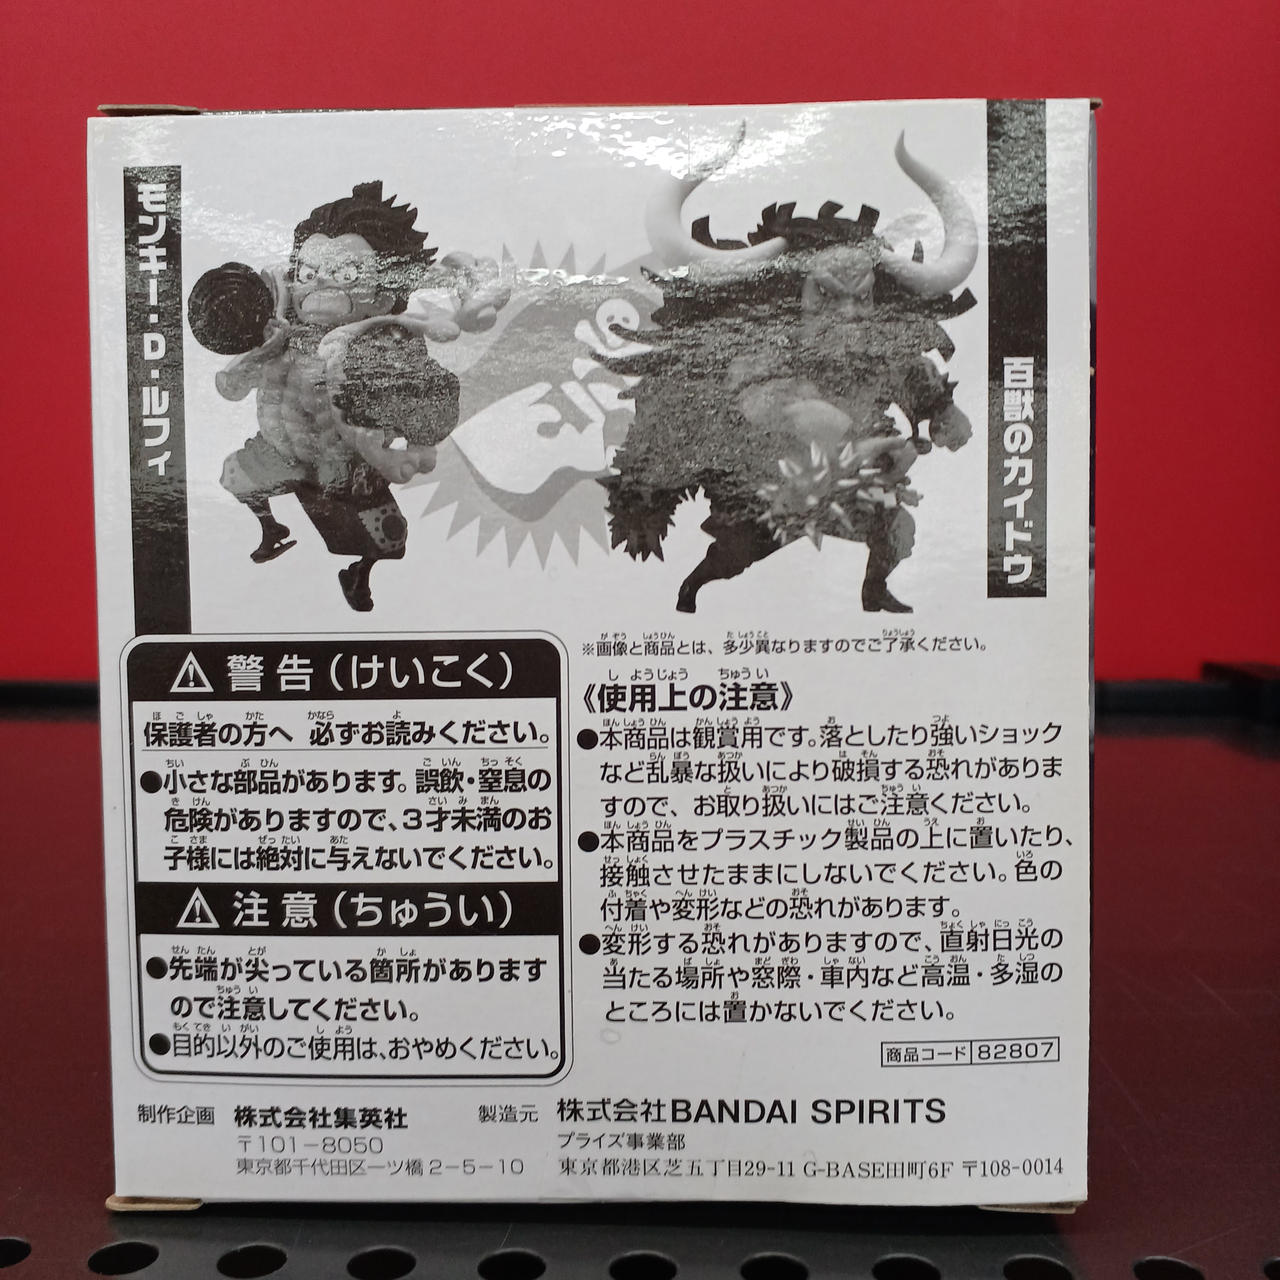 モンキー・D・ルフィ
百獣のカイドウ
※画像と商品とは、多少異なりますのでご了承ください。
警告(けいこく)
保護者の方へ 必ずお読みください。
●小さな部品があります。誤飲・窒息の
危険がありますので、3才未満のお
子様には絶対に与えないでください。
注意(ちゅうい)
●先端が尖っている箇所があります
ので注意してください。
●目的以外のご使用は、おやめください。
《使用上の注意》
●本商品は観賞用です。落としたり強いショック
など乱暴な扱いにより破損する恐れがありま
すので、お取り扱いにはご注意ください。
●本商品をプラスチック製品の上に置いたり、
接触させたままにしないでください。色の
付着や変形などの恐れがあります。
●変形する恐れがありますので、直射日光の
当たる場所や窓際・車内など高温・多湿の
ところには置かないでください。
商品コード 82807
制作企画 株式会社集英社
〒101-8050
東京都千代田区一ツ橋2-5-10
製造元 株式会社BANDAI SPIRITS
プライズ事業部
東京都港区芝五丁目29-11 G-BASE田町6F 〒108-0014